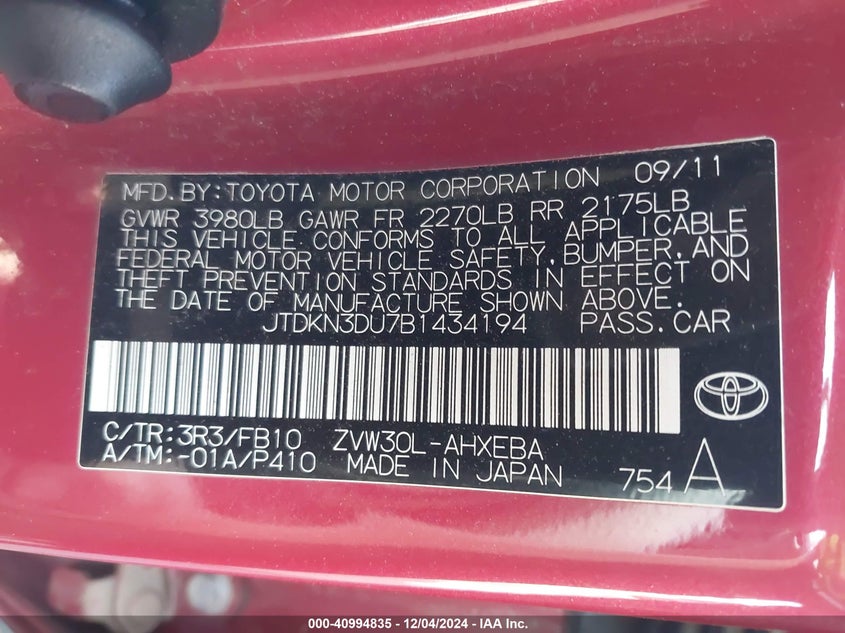 MFD.BY:TOYOTA MOTOR CORPORATION 09/11
GVWR 3980LB GAWR FR 2270LB RR 2175LB
THIS VEHICLE CONFORMS TO ALL APPLICABLE
FEDERAL MOTOR VEHICLE SAFETY,BUMPER,AND
THEFT PREVENTION STANDARDS IN EFFECT ON
THE DATE OF MANUFACTURE SHOWN ABOVE.
JTDKN3DU7B1434194 PASS.CAR
C/TR:3R3/FB10 ZVW30L-AHXEBA
A/TM:-01A/P410 MADE IN JAPAN 754 A
000-40994835 - 12/04/2024 - IAA Inc.